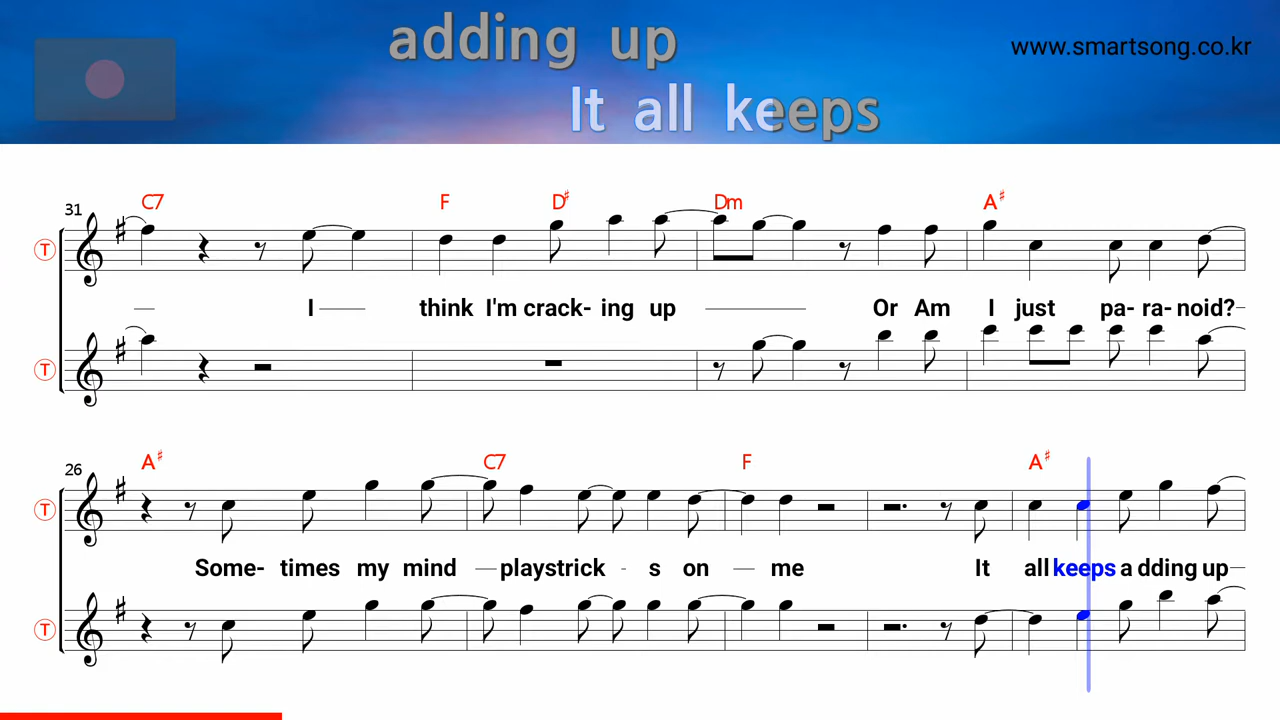 adding up
www.smartsong.co.kr
It all keeps
31
C7 F D♯ Dm A♯
T
I think I'm crack- ing up Or Am I just pa- ra- noid?
T
26
A♯ C7 F A♯
T
Some- times my mind playstrick - s on me It all keeps a dding up
T